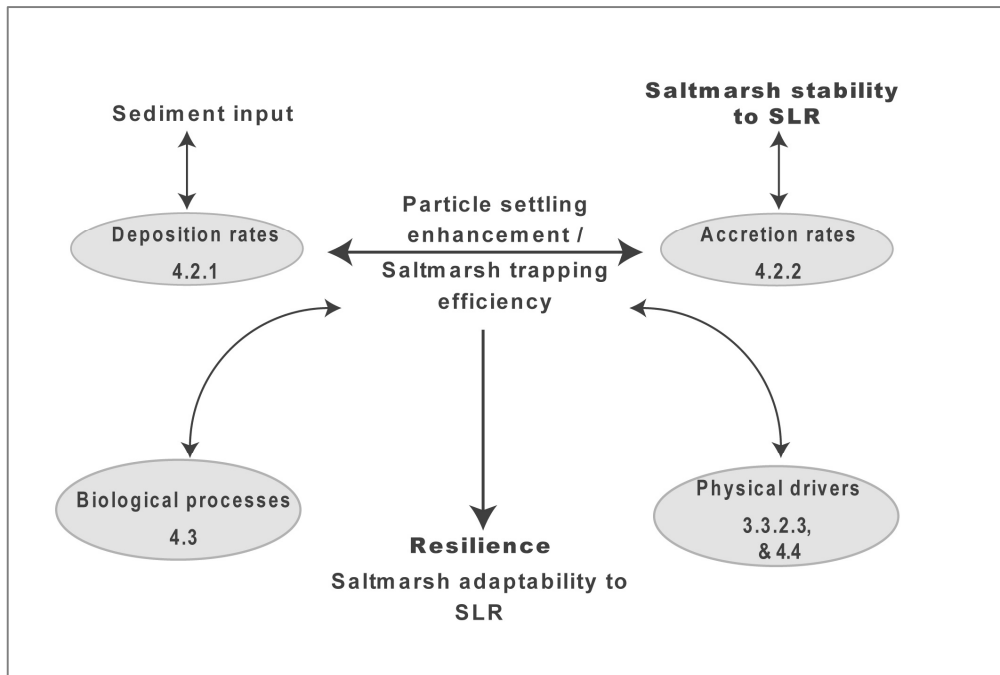 Sediment input
Saltmarsh stability
to SLR
Deposition rates
4.2.1
Particle settling
enhancement /
Saltmarsh trapping
efficiency
Accretion rates
4.2.2
Biological processes
4.3
Physical drivers
3.3.2.3,
& 4.4
Resilience
Saltmarsh adaptability to
SLR